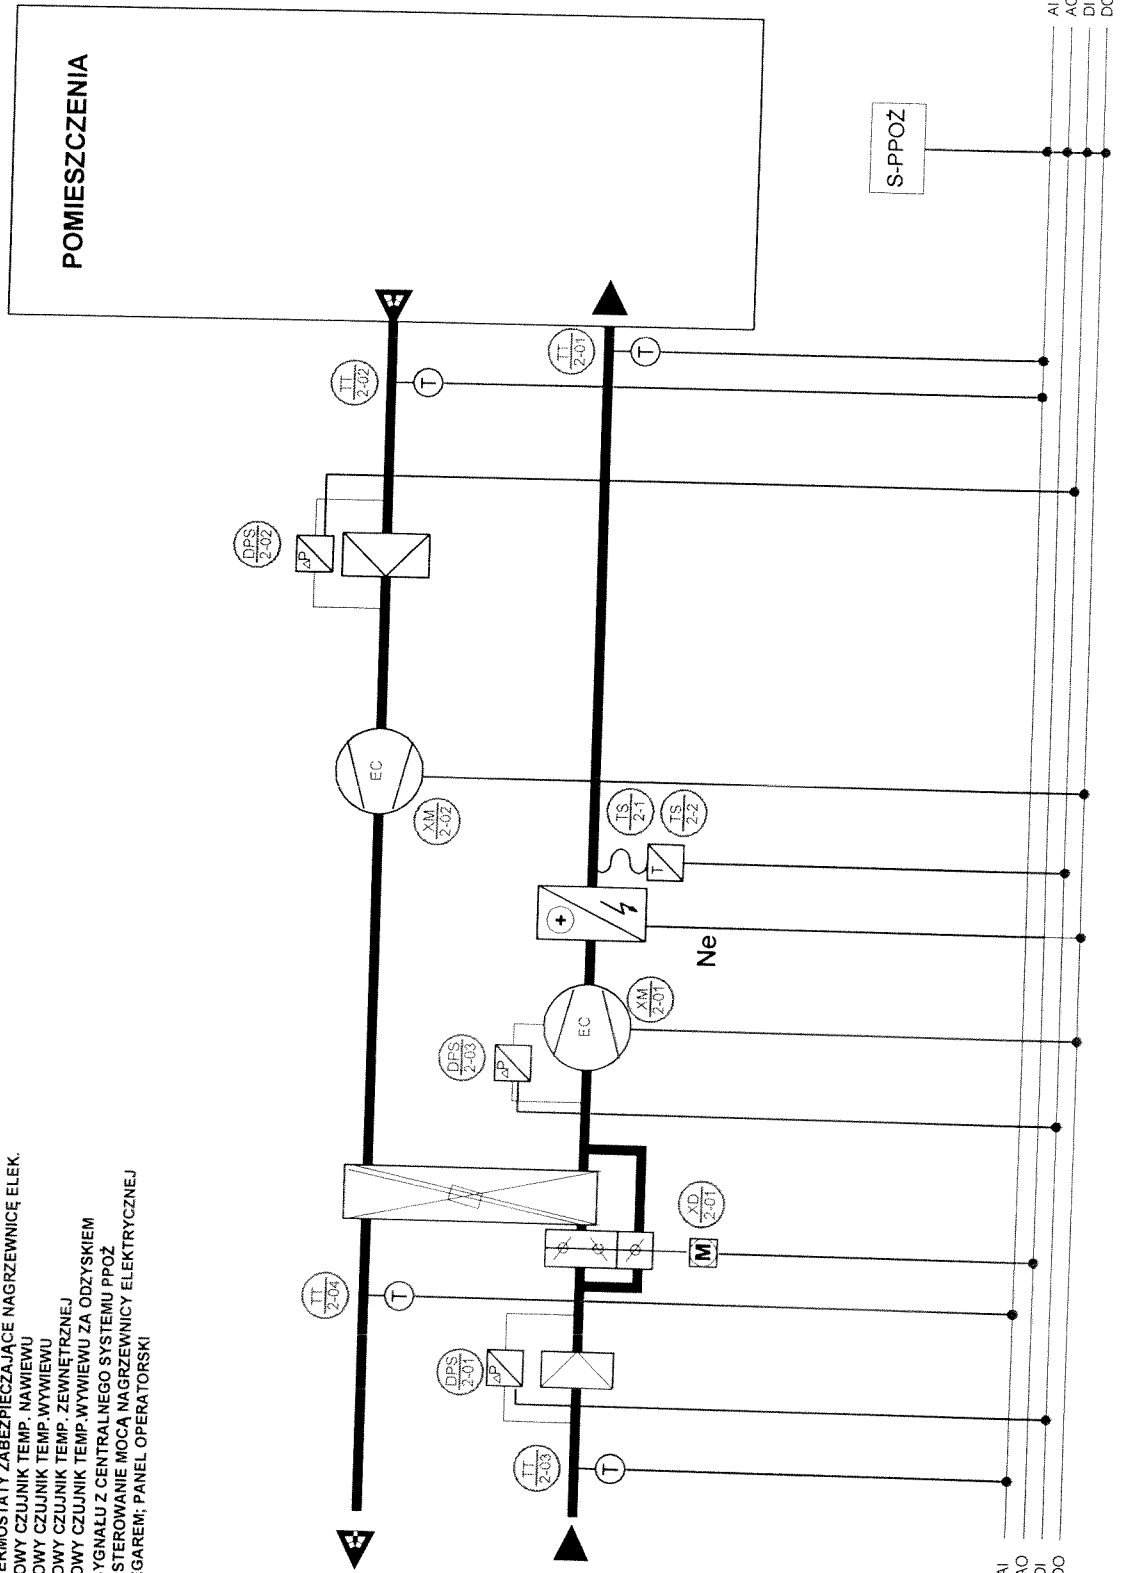 ERMOSTATY ZABEZPIECZAJĄCE NAGRZEWNICĘ ELEK.
OWY CZUJNIK TEMP. NAWIEWU
OWY CZUJNIK TEMP.WYWIEWU
OWY CZUJNIK TEMP. ZEWNĘTRZNEJ
OWY CZUJNIK TEMP.WYWIEWU ZA ODZYSKIEM
YGNAŁU Z CENTRALNEGO SYSTEMU PPOŻ
STEROWANIE MOCĄ NAGRZEWNICY ELEKTRYCZNEJ
GAREM; PANEL OPERATORSKI
POMIESZCZENIA
TT
2-04
T
DPS
2-02
ΔP
EC
XM
2-02
TT
2-02
T
TT
2-03
T
DPS
2-01
ΔP
M
XD
2-01
DPS
2-03
ΔP
EC
XM
2-01
+
Ne
T
TS
2-1
TS
2-2
TT
2-01
T
S-PPOŻ
AI
AO
DI
DO
AI
AO
DI
DO